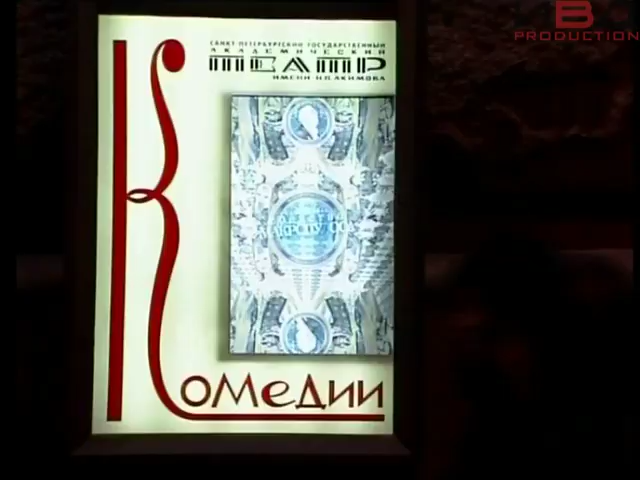 B
PRODUCTION
САНКТ-ПЕТЕРБУРГСКИЙ ГОСУДАРСТВЕННЫЙ
АКАДЕМИЧЕСКИЙ
ТЕАТР
ИМЕНИ Н.П.АКИМОВА
Комедии